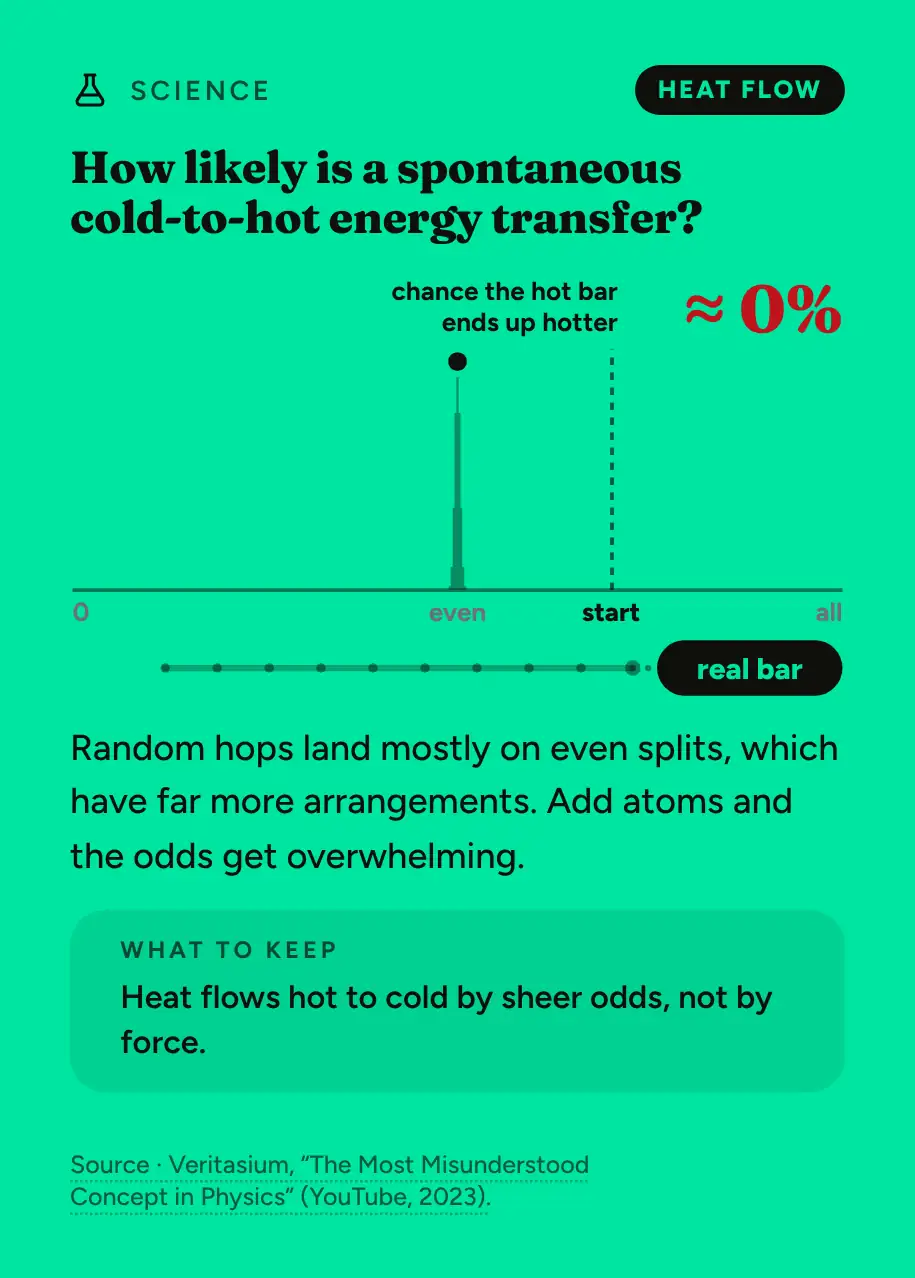 SCIENCE
HEAT FLOW
How likely is a spontaneous
cold-to-hot energy transfer?
chance the hot bar
ends up hotter
≈ 0%
0
even
start
all
real bar
Random hops land mostly on even splits, which
have far more arrangements. Add atoms and
the odds get overwhelming.
WHAT TO KEEP
Heat flows hot to cold by sheer odds, not by
force.
Source · Veritasium, “The Most Misunderstood
Concept in Physics” (YouTube, 2023).